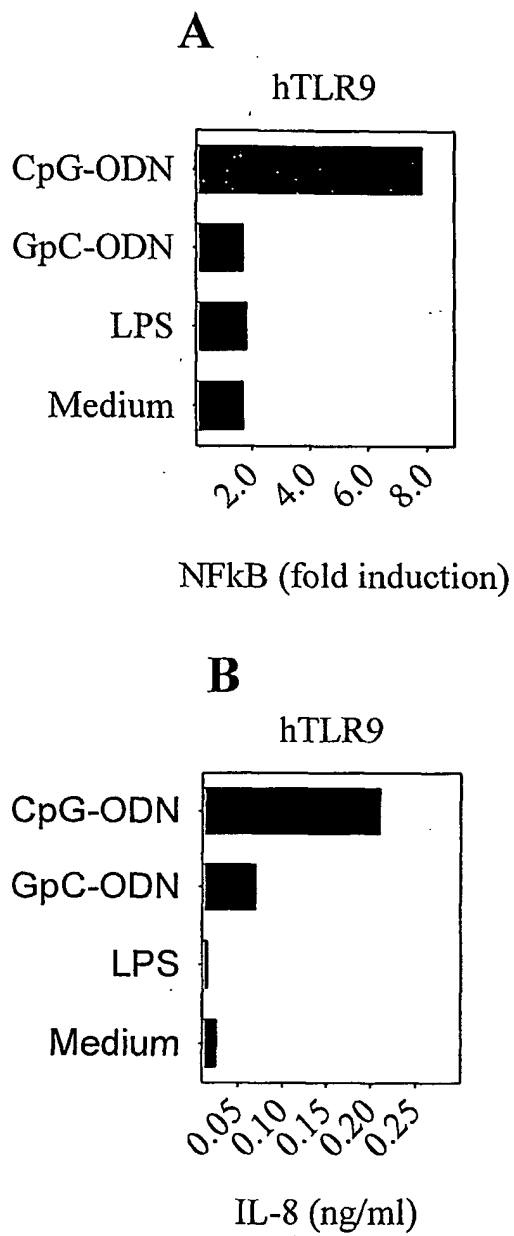 A
hTLR9
CpG-ODN
GpC-ODN
LPS
Medium
2.0 4.0 6.0 8.0
NFkB (fold induction)
B
hTLR9
CpG-ODN
GpC-ODN
LPS
Medium
0.05 0.10 0.15 0.20 0.25
IL-8 (ng/ml)